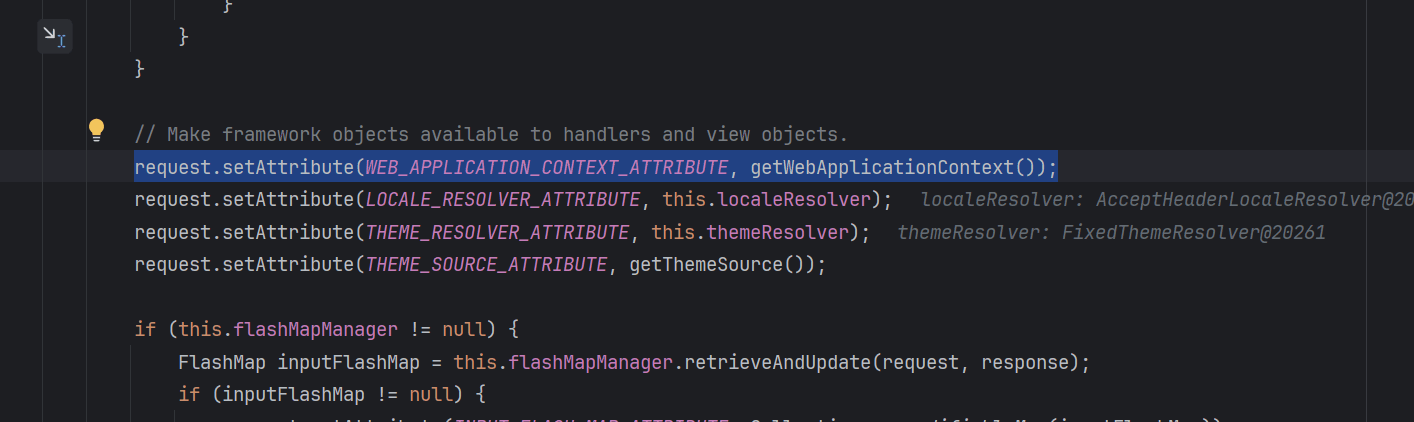 }
}
}
// Make framework objects available to handlers and view objects.
request.setAttribute(WEB_APPLICATION_CONTEXT_ATTRIBUTE, getWebApplicationContext());
request.setAttribute(LOCALE_RESOLVER_ATTRIBUTE, this.localeResolver);   localeResolver: AcceptHeaderLocaleResolver@20
request.setAttribute(THEME_RESOLVER_ATTRIBUTE, this.themeResolver);   themeResolver: FixedThemeResolver@20261
request.setAttribute(THEME_SOURCE_ATTRIBUTE, getThemeSource());
if (this.flashMapManager != null) {
FlashMap inputFlashMap = this.flashMapManager.retrieveAndUpdate(request, response);
if (inputFlashMap != null) {